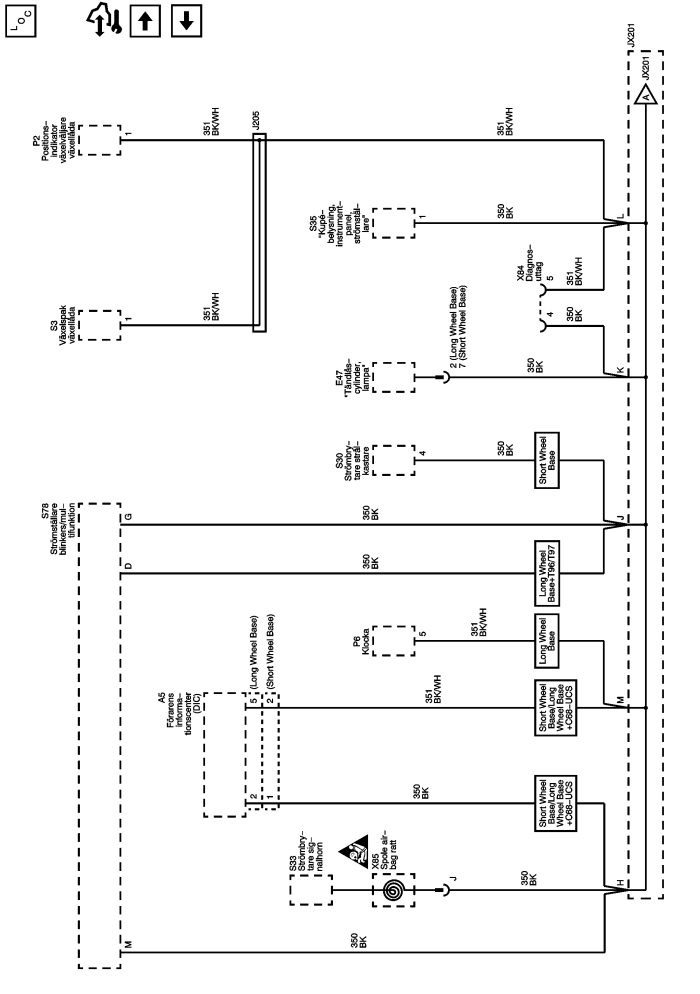 LOC
P2
Positions–
indikator
växelväljare
växellåda
1
351
BK/WH
J205
351
BK/WH
JX201
JX201
A
S3
Växelspak
växellåda
1
351
BK/WH
S35
"Kupé–
belysning,
instrument–
panel,
strömstäl–
lare"
1
350
BK
L
X84
Diagnos–
uttag
5
351
BK/WH
4
350
BK
E47
"Tändlås–
cylinder,
lampa"
2 (Long Wheel Base)
7 (Short Wheel Base)
350
BK
K
S30
Strömbry–
tare strål–
kastare
4
350
BK
Short Wheel
Base
S78
Strömställare
blinkers/mul–
tifunktion
G
350
BK
J
D
350
BK
Long Wheel
Base+T96/T97
P6
Klocka
5
351
BK/WH
Long Wheel
Base
A5
Förarens
informa–
tionscenter
(DIC)
5
2
(Long Wheel Base)
(Short Wheel Base)
351
BK/WH
Short Wheel
Base/Long
Wheel Base
+C68–UCS
M
2
1
350
BK
Short Wheel
Base/Long
Wheel Base
+C68–UCS
S33
Strömbry–
tare sig–
nalhorn
X85
Spole air–
bag ratt
J
350
BK
H
M
350
BK